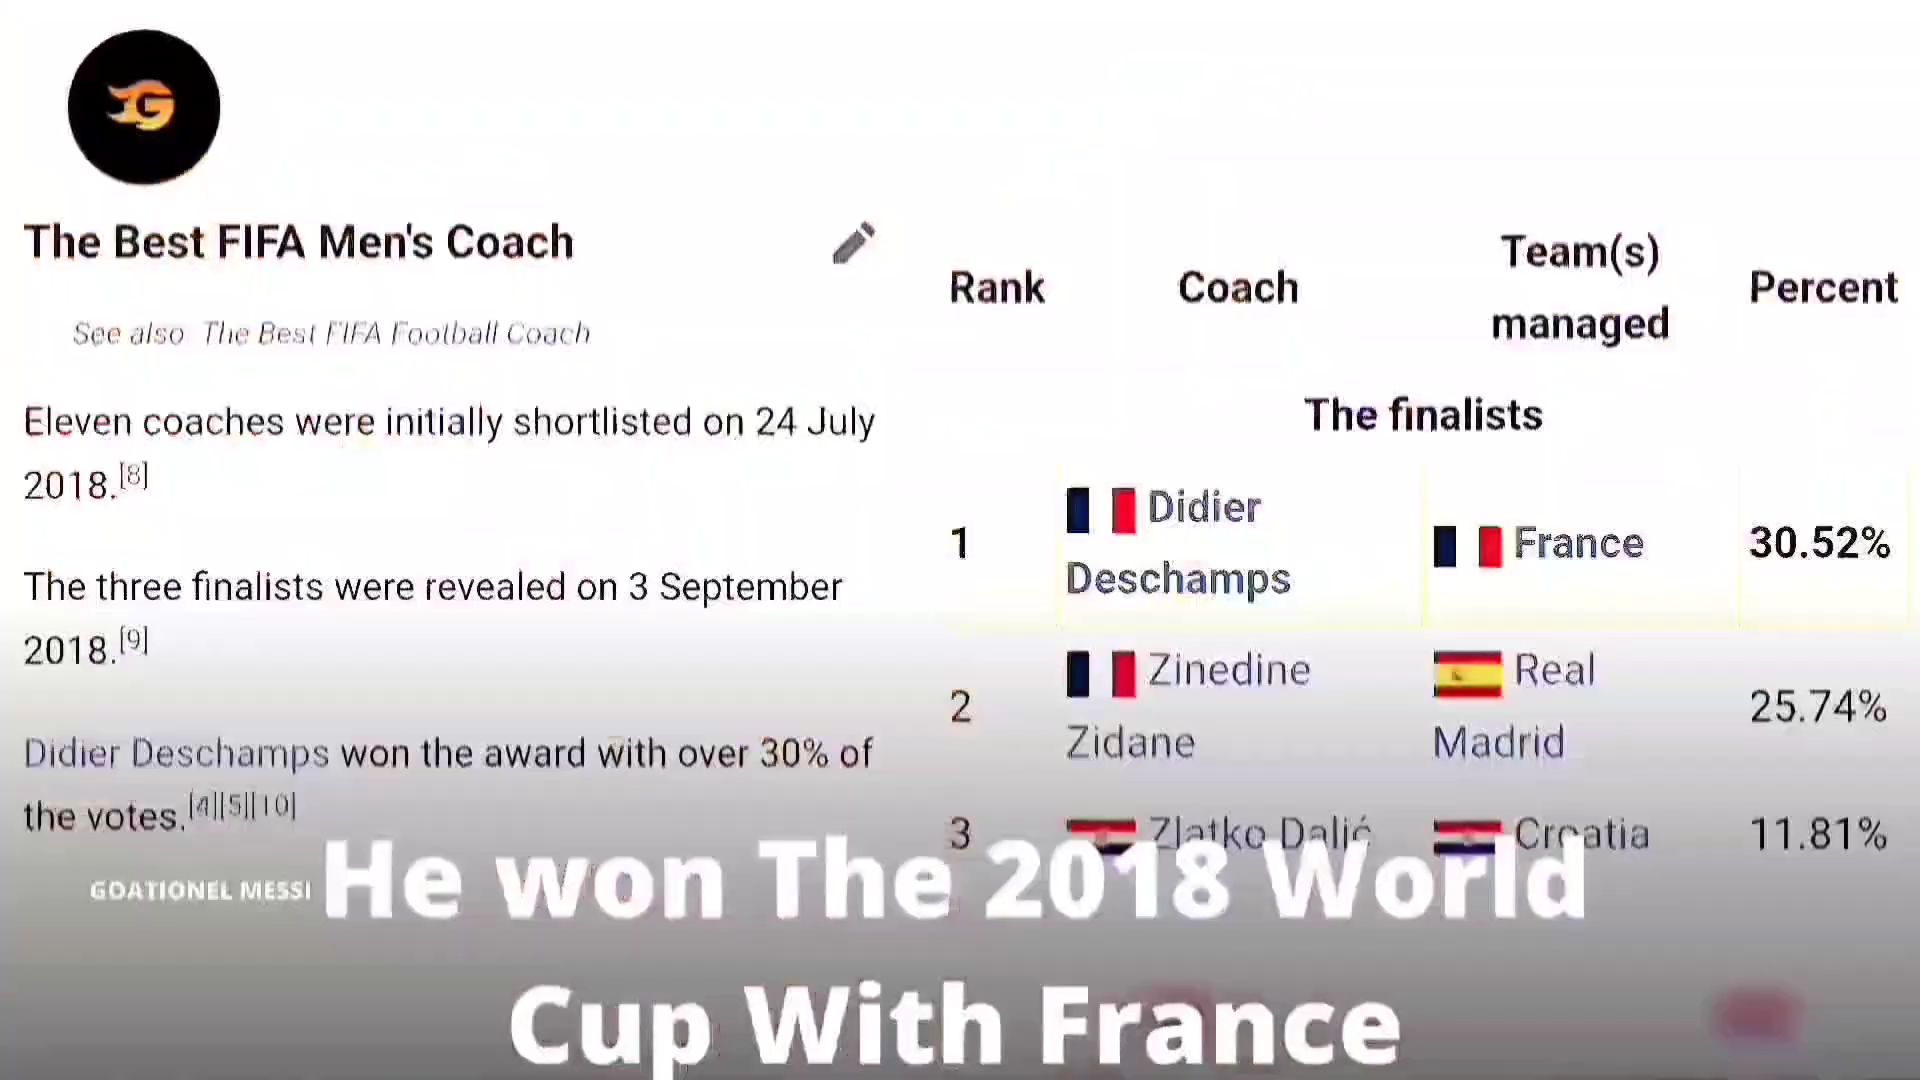 G
The Best FIFA Men's Coach
See also The Best FIFA Football Coach
Eleven coaches were initially shortlisted on 24 July
2018.[8]
The three finalists were revealed on 3 September
2018.[9]
Didier Deschamps won the award with over 30% of
the votes.[4][5][10]
Rank Coach Team(s) managed Percent
The finalists
1 Didier Deschamps France 30.52%
2 Zinedine Zidane Real Madrid 25.74%
3 Zlatko Dalić Croatia 11.81%
GOATIONEL MESSI
He won The 2018 World
Cup With France